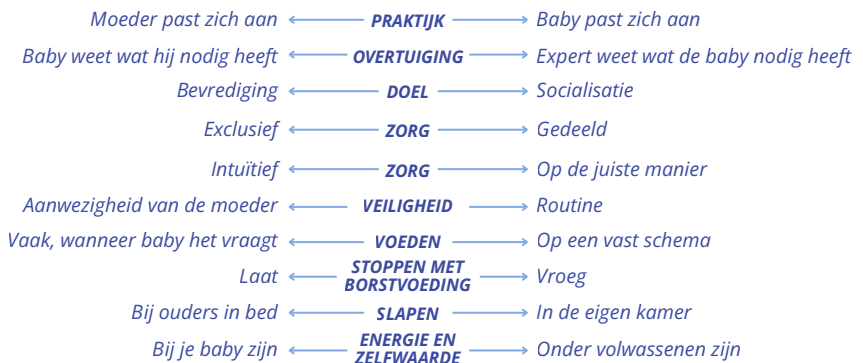 Moeder past zich aan PRAKTIJK Baby past zich aan
Baby weet wat hij nodig heeft OVERTUIGING Expert weet wat de baby nodig heeft
Bevrediging DOEL Socialisatie
Exclusief ZORG Gedeeld
Intuïtief ZORG Op de juiste manier
Aanwezigheid van de moeder VEILIGHEID Routine
Vaak, wanneer baby het vraagt VOEDEN Op een vast schema
Laat STOPPEN MET BORSTVOEDING Vroeg
Bij ouders in bed SLAPEN In de eigen kamer
Bij je baby zijn ENERGIE EN ZELFWAARDE Onder volwassenen zijn